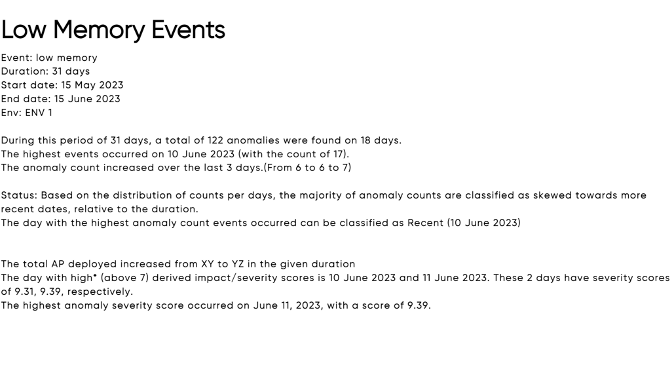 Low Memory Events
Event: low memory
Duration: 31 days
Start date: 15 May 2023
End date: 15 June 2023
Env: ENV 1
During this period of 31 days, a total of 122 anomalies were found on 18 days.
The highest events occurred on 10 June 2023 (with the count of 17).
The anomaly count increased over the last 3 days.(From 6 to 6 to 7)
Status: Based on the distribution of counts per days, the majority of anomaly counts are classified as skewed towards more
recent dates, relative to the duration.
The day with the highest anomaly count events occurred can be classified as Recent (10 June 2023)
The total AP deployed increased from XY to YZ in the given duration
The day with high* (above 7) derived impact/severity scores is 10 June 2023 and 11 June 2023. These 2 days have severity scores
of 9.31, 9.39, respectively.
The highest anomaly severity score occurred on June 11, 2023, with a score of 9.39.